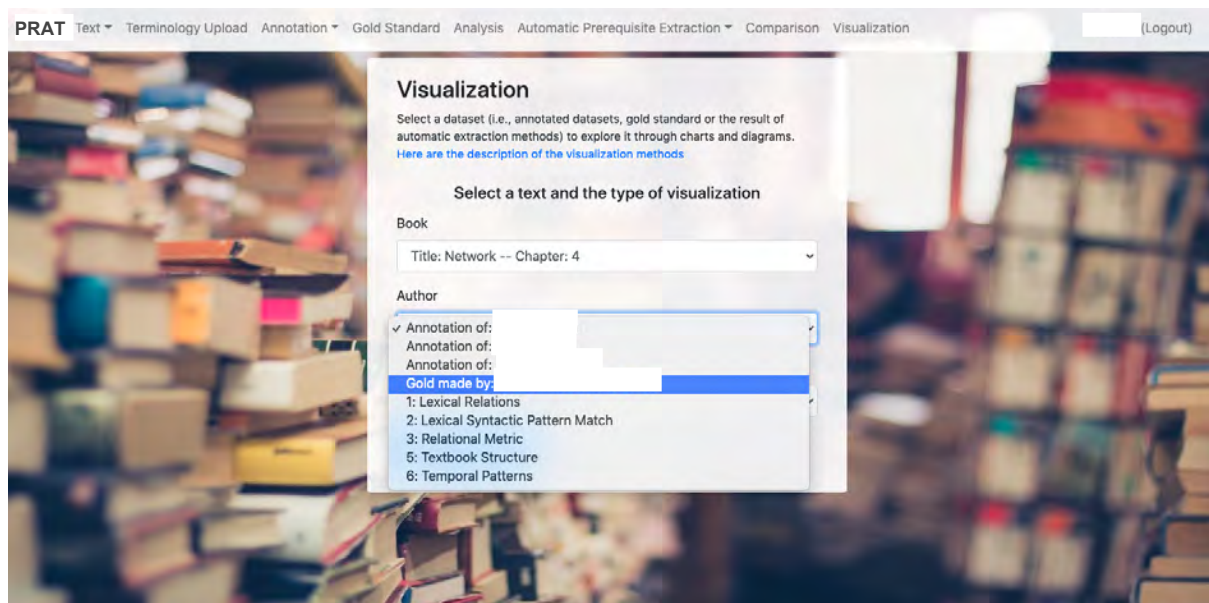 PRAT Text Terminology Upload Annotation Gold Standard Analysis Automatic Prerequisite Extraction Comparison Visualization (Logout)
Visualization
Select a dataset (i.e., annotated datasets, gold standard or the result of
automatic extraction methods) to explore it through charts and diagrams.
Here are the description of the visualization methods
Select a text and the type of visualization
Book
Title: Network -- Chapter: 4
Author
✓ Annotation of:
Annotation of:
Annotation of:
Gold made by:
1: Lexical Relations
2: Lexical Syntactic Pattern Match
3: Relational Metric
5: Textbook Structure
6: Temporal Patterns